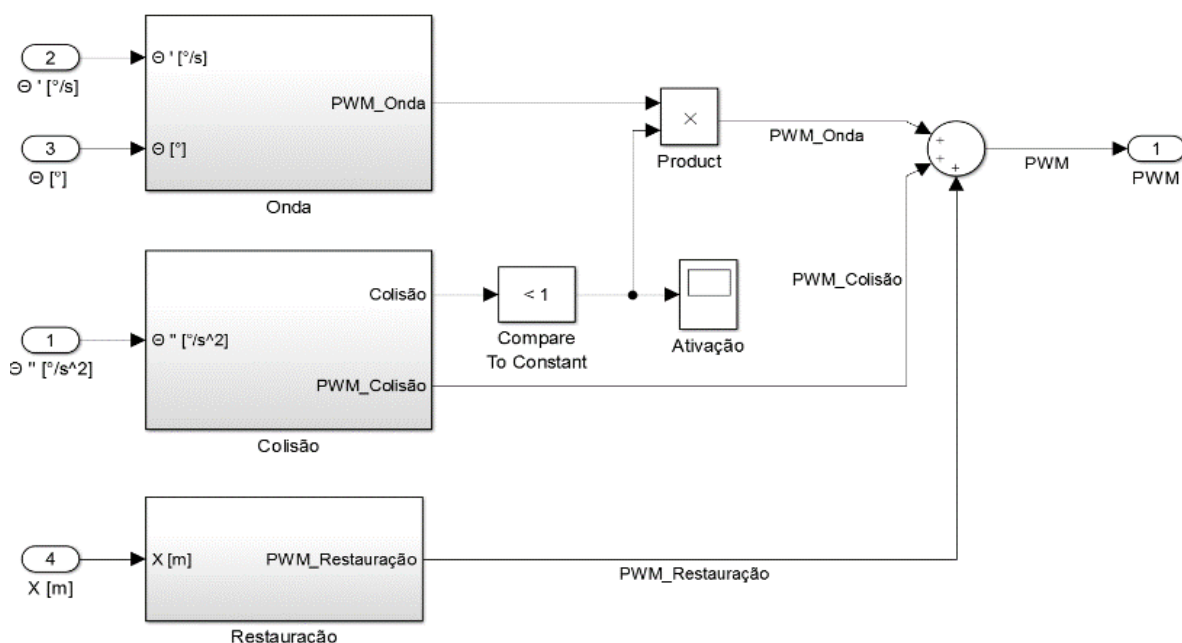 2
Θ ' [°/s]
3
Θ [°]
Θ ' [°/s]
Θ [°]
PWM_Onda
Onda
×
Product
PWM_Onda
+
+
+
PWM
1
PWM
1
Θ '' [°/s^2]
Θ '' [°/s^2]
Colisão
PWM_Colisão
Colisão
< 1
Compare
To Constant
Ativação
PWM_Colisão
4
X [m]
X [m]
PWM_Restauração
Restauração
PWM_Restauração